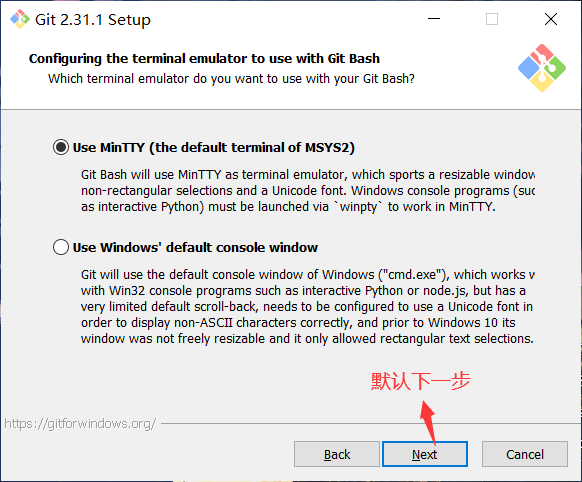 Git 2.31.1 Setup
Configuring the terminal emulator to use with Git Bash
Which terminal emulator do you want to use with your Git Bash?
Use MinTTY (the default terminal of MSYS2)
Git Bash will use MinTTY as terminal emulator, which sports a resizable window
non-rectangular selections and a Unicode font. Windows console programs (suc
as interactive Python) must be launched via `winpty` to work in MinTTY.
Use Windows' default console window
Git will use the default console window of Windows ("cmd.exe"), which works w
with Win32 console programs such as interactive Python or node.js, but has a
very limited default scroll-back, needs to be configured to use a Unicode font in
order to display non-ASCII characters correctly, and prior to Windows 10 its
window was not freely resizable and it only allowed rectangular text selections.
默认下一步
https://gitforwindows.org/
Back Next Cancel